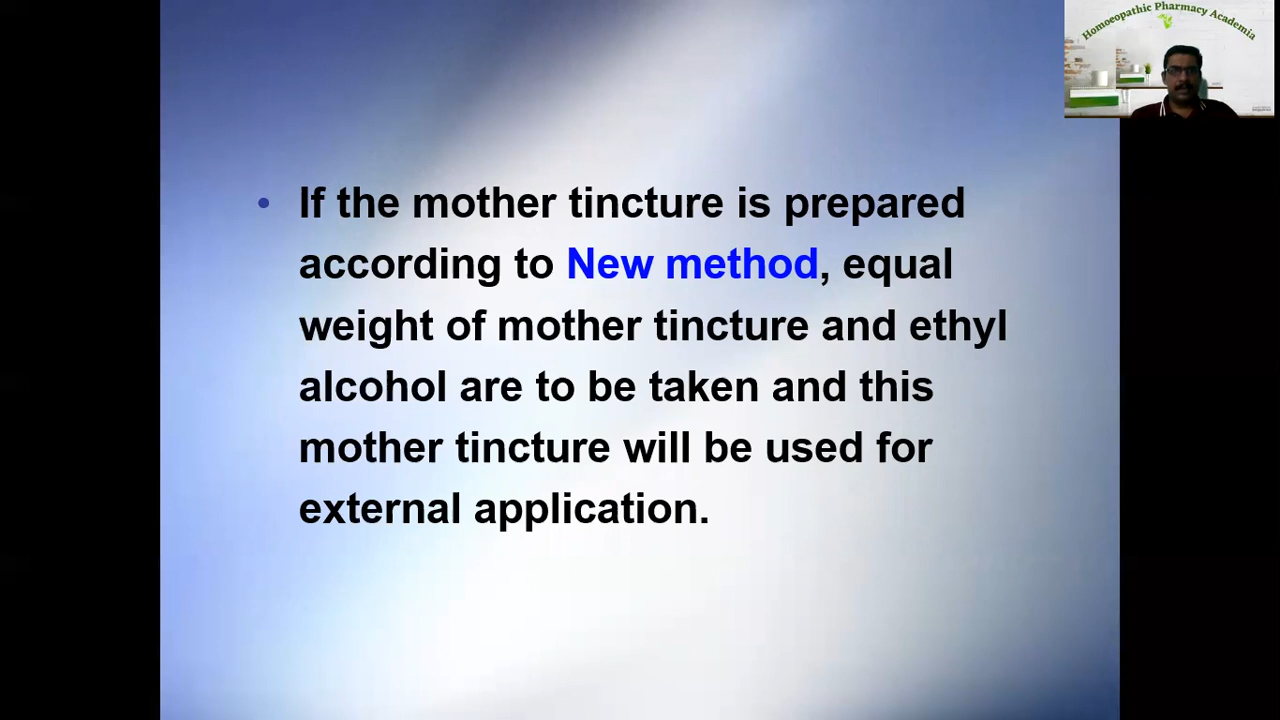 Homoeopathic Pharmacy Academia
• If the mother tincture is prepared
according to New method, equal
weight of mother tincture and ethyl
alcohol are to be taken and this
mother tincture will be used for
external application.